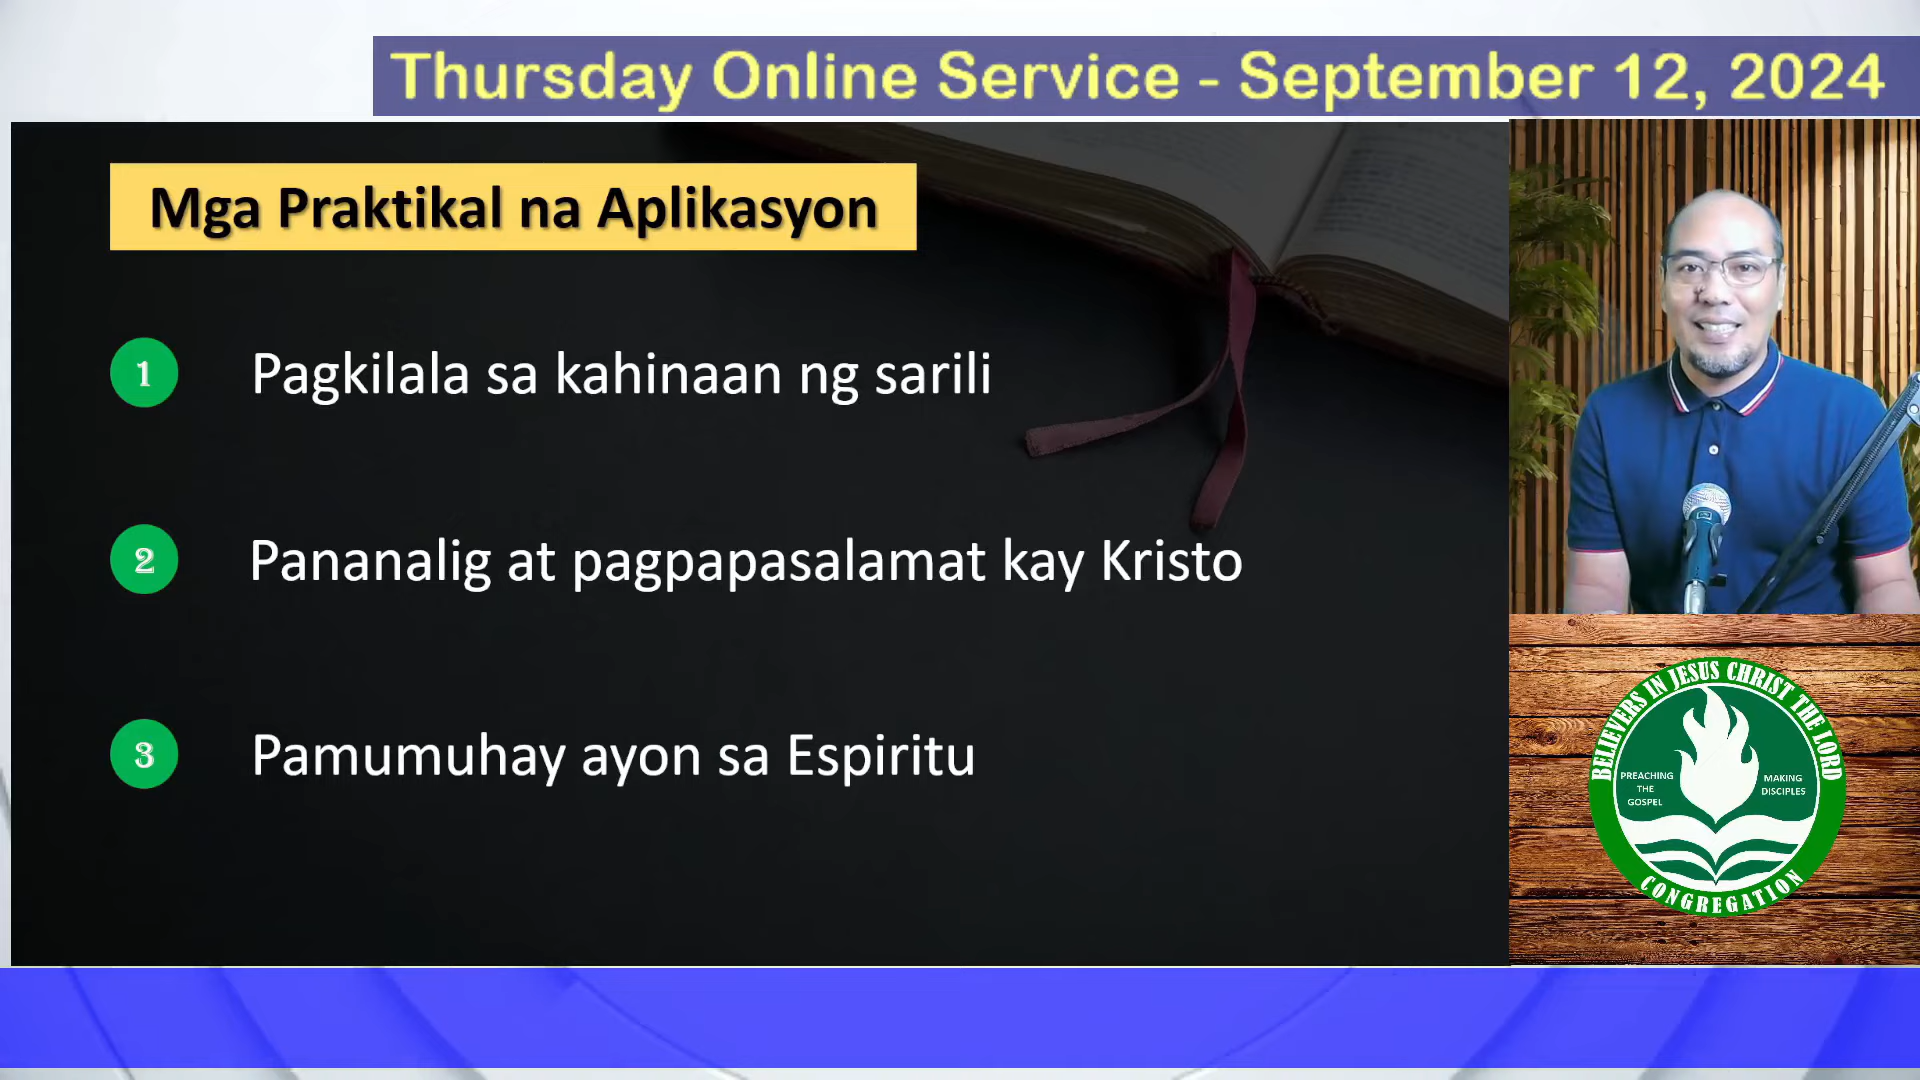 Thursday Online Service - September 12, 2024
Mga Praktikal na Aplikasyon
1 Pagkilala sa kahinaan ng sarili
2 Pananalig at pagpapasalamat kay Kristo
3 Pamumuhay ayon sa Espiritu
BELIEVERS IN JESUS CHRIST THE LORD
PREACHING
THE
GOSPEL
MAKING
DISCIPLES
CONGREGATION